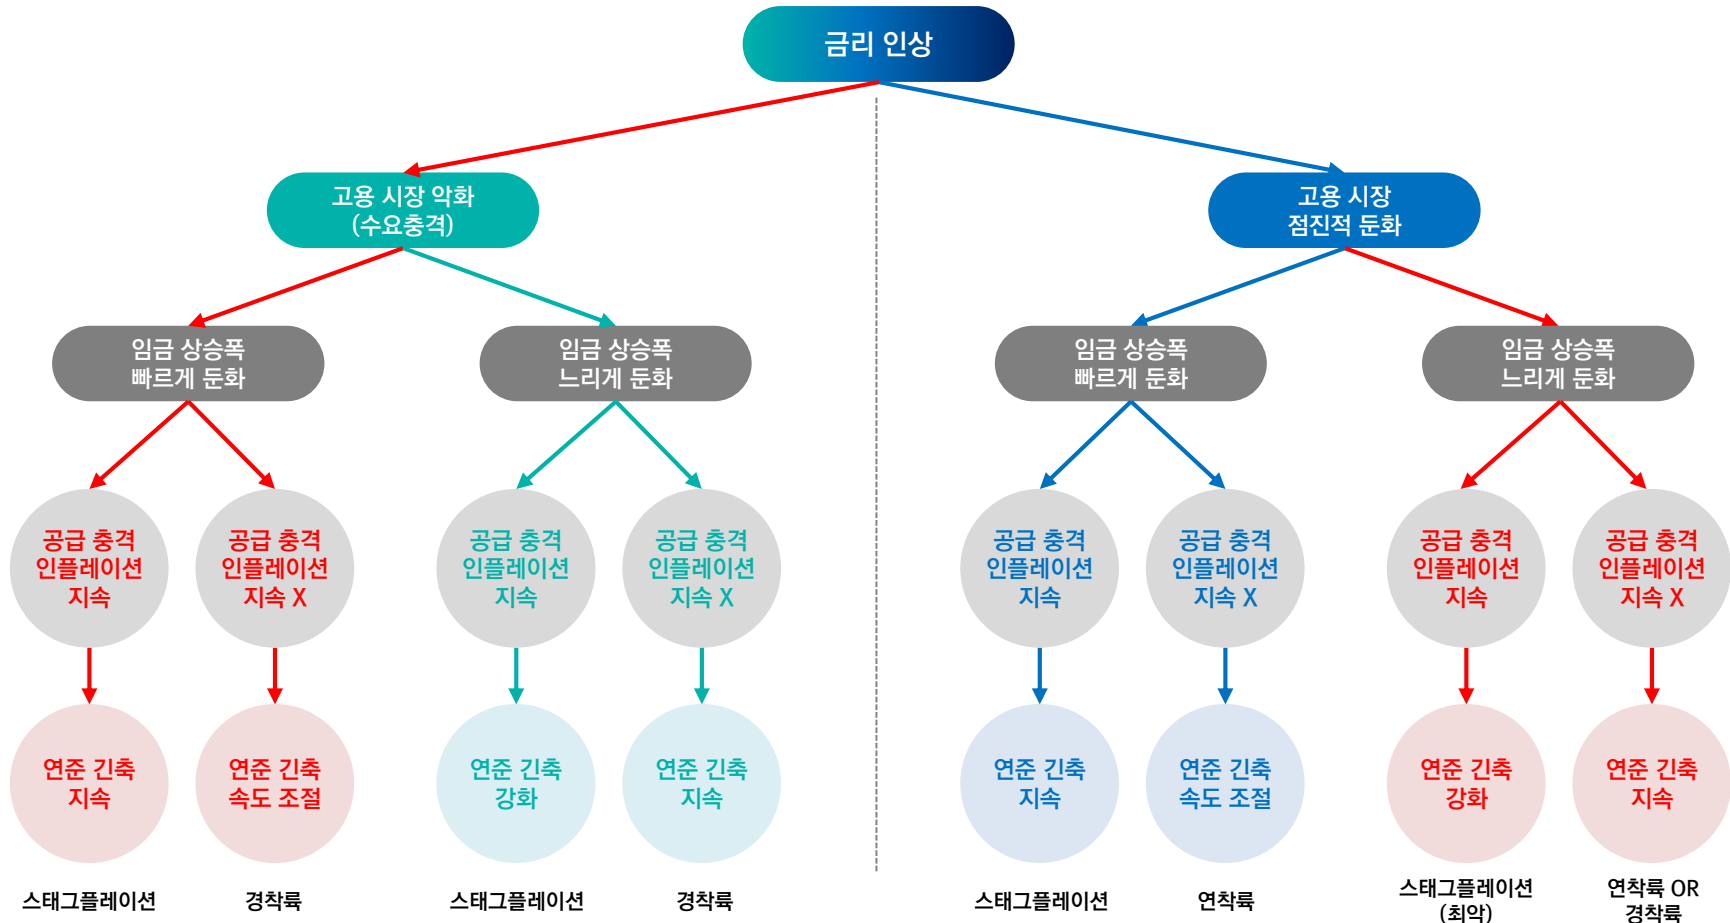 금리 인상
고용 시장 악화
(수요충격)
고용 시장
점진적 둔화
임금 상승폭
빠르게 둔화
임금 상승폭
느리게 둔화
임금 상승폭
빠르게 둔화
임금 상승폭
느리게 둔화
공급 충격
인플레이션
지속
공급 충격
인플레이션
지속 X
공급 충격
인플레이션
지속
공급 충격
인플레이션
지속 X
공급 충격
인플레이션
지속
공급 충격
인플레이션
지속 X
공급 충격
인플레이션
지속
공급 충격
인플레이션
지속 X
연준 긴축
지속
연준 긴축
속도 조절
연준 긴축
강화
연준 긴축
지속
연준 긴축
지속
연준 긴축
속도 조절
연준 긴축
강화
연준 긴축
지속
스태그플레이션
경착륙
스태그플레이션
경착륙
스태그플레이션
연착륙
스태그플레이션
(최악)
연착륙 OR
경착륙